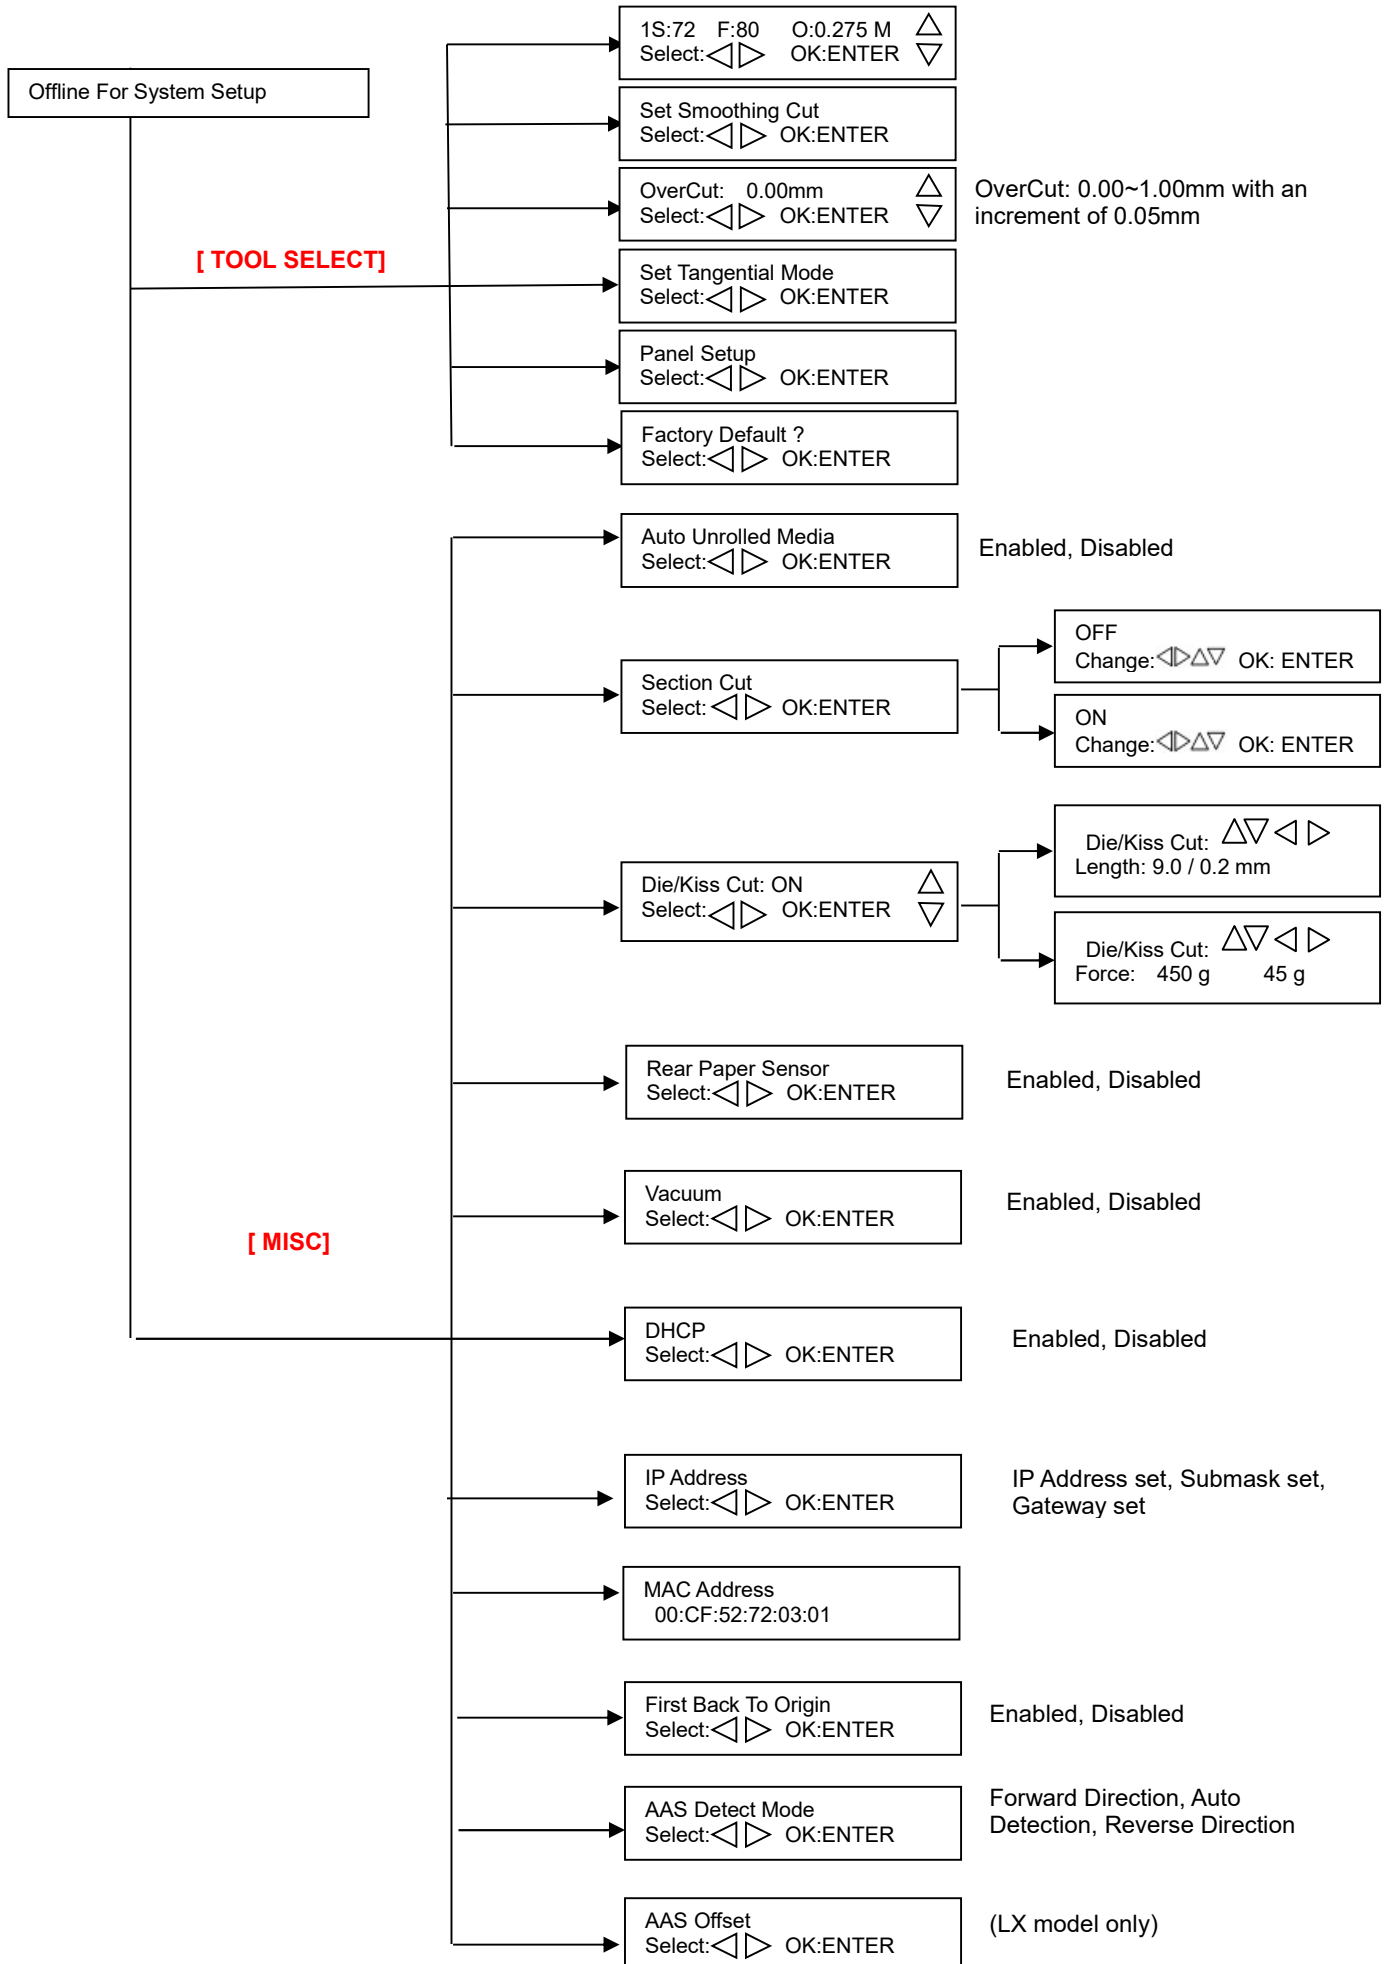 1S:72 F:80 O:0.275 M
Select: OK:ENTER
Offline For System Setup
Set Smoothing Cut
Select: OK:ENTER
OverCut: 0.00mm
Select: OK:ENTER
OverCut: 0.00~1.00mm with an
increment of 0.05mm
[ TOOL SELECT]
Set Tangential Mode
Select: OK:ENTER
Panel Setup
Select: OK:ENTER
Factory Default ?
Select: OK:ENTER
Auto Unrolled Media
Select: OK:ENTER
Enabled, Disabled
Section Cut
Select: OK:ENTER
OFF
Change: OK: ENTER
ON
Change: OK: ENTER
Die/Kiss Cut: ON
Select: OK:ENTER
Die/Kiss Cut:
Length: 9.0 / 0.2 mm
Die/Kiss Cut:
Force: 450 g 45 g
Rear Paper Sensor
Select: OK:ENTER
Enabled, Disabled
Vacuum
Select: OK:ENTER
Enabled, Disabled
[ MISC]
DHCP
Select: OK:ENTER
Enabled, Disabled
IP Address
Select: OK:ENTER
IP Address set, Submask set,
Gateway set
MAC Address
00:CF:52:72:03:01
First Back To Origin
Select: OK:ENTER
Enabled, Disabled
AAS Detect Mode
Select: OK:ENTER
Forward Direction, Auto
Detection, Reverse Direction
AAS Offset
Select: OK:ENTER
(LX model only)